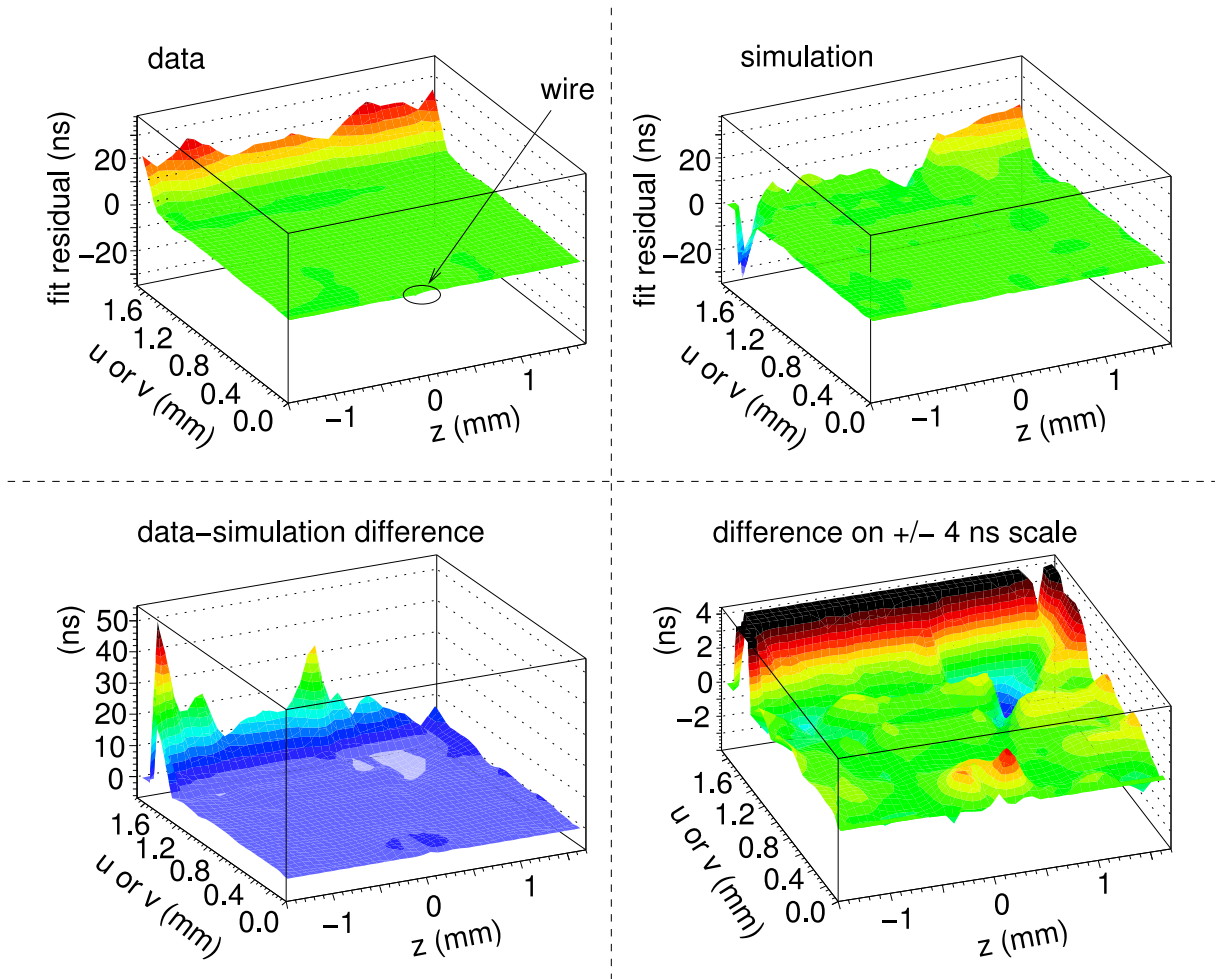 data
wire
fit residual (ns)
20
0
−20
1.6
1.2
0.8
0.4
0.0
u or v (mm)
−1
0
1
z (mm)
simulation
fit residual (ns)
20
0
−20
1.6
1.2
0.8
0.4
0.0
u or v (mm)
−1
0
1
z (mm)
data−simulation difference
(ns)
50
40
30
20
10
0
1.6
1.2
0.8
0.4
0.0
u or v (mm)
−1
0
1
z (mm)
difference on +/− 4 ns scale
(ns)
4
2
0
−2
1.6
1.2
0.8
0.4
0.0
u or v (mm)
−1
0
1
z (mm)